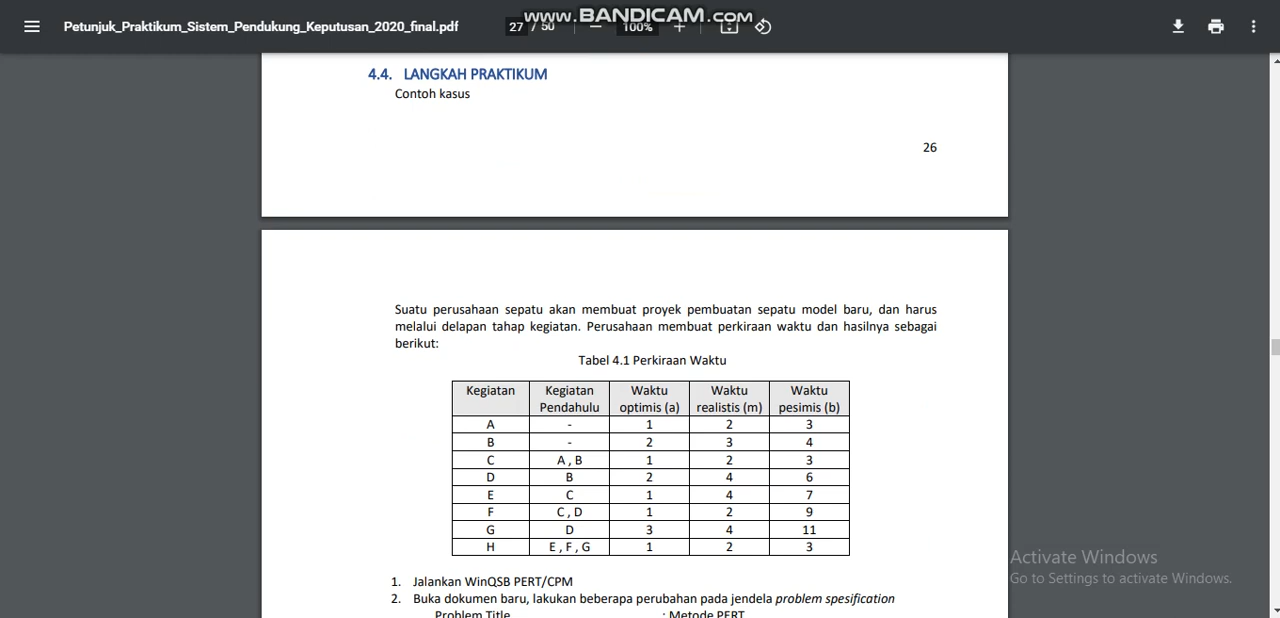 www.BANDICAM.com
Petunjuk_Praktikum_Sistem_Pendukung_Keputusan_2020_final.pdf 27 / 50 100%
4.4. LANGKAH PRAKTIKUM
Contoh kasus
26
Suatu perusahaan sepatu akan membuat proyek pembuatan sepatu model baru, dan harus
melalui delapan tahap kegiatan. Perusahaan membuat perkiraan waktu dan hasilnya sebagai
berikut:
Tabel 4.1 Perkiraan Waktu
Kegiatan Kegiatan Waktu Waktu Waktu
Pendahulu optimis (a) realistis (m) pesimis (b)
A - 1 2 3
B - 2 3 4
C A , B 1 2 3
D B 2 4 6
E C 1 4 7
F C , D 1 2 9
G D 3 4 11
H E , F , G 1 2 3
Activate Windows
Go to Settings to activate Windows.
1. Jalankan WinQSB PERT/CPM
2. Buka dokumen baru, lakukan beberapa perubahan pada jendela problem spesification
Problem Title : Metode PERT